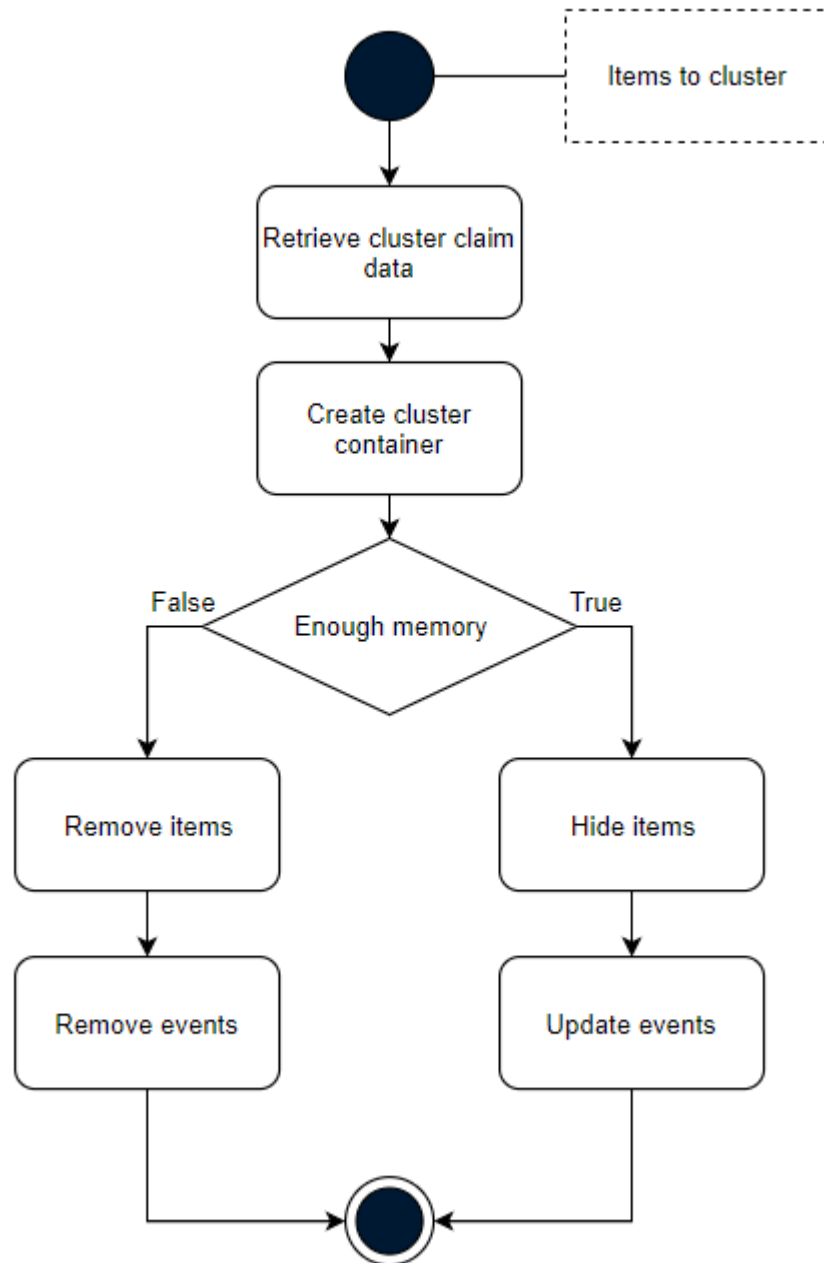 Items to cluster
Retrieve cluster claim
data
Create cluster
container
False
True
Enough memory
Remove items
Hide items
Remove events
Update events